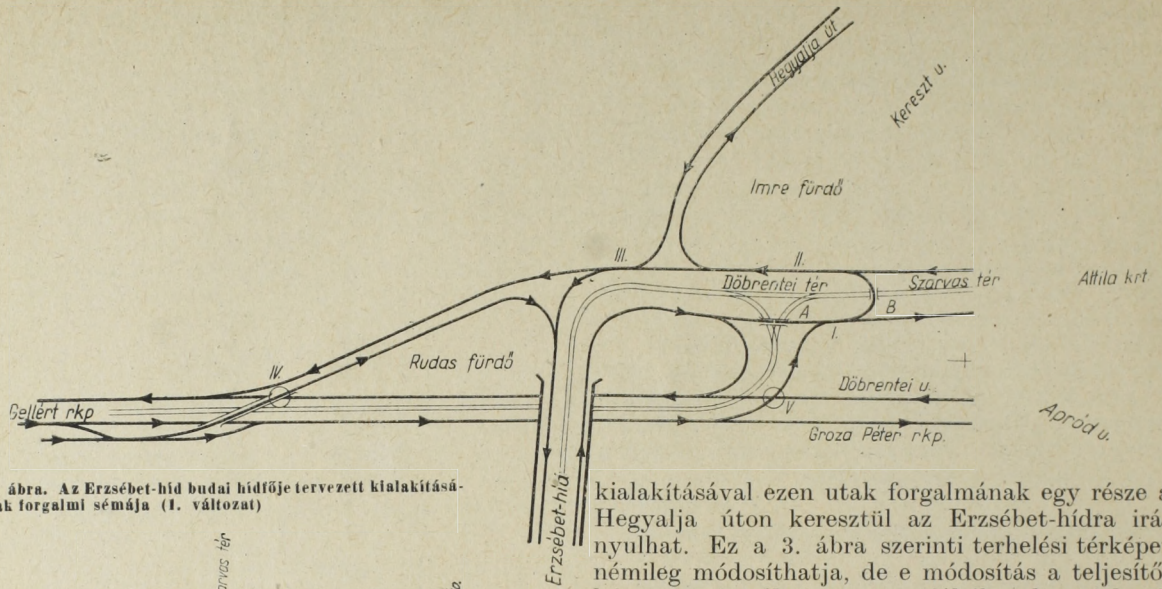 Hegyalja út
Kereszt u.
Imre fürdő
III.
II.
Döbrentei tér
Szarvas tér
Attila krt.
A
B
I.
Rudas fürdő
IV.
Döbrentei u.
Gellért rkp
V
Groza Péter rkp.
Apród u.
Erzsébet-híd
ábra. Az Erzsébet-híd budai hídfője tervezett kialakításá-
ak forgalmi sémája (I. változat)
kialakításával ezen utak forgalmának egy része a
Hegyalja úton keresztül az Erzsébet-hídra irá-
nyulhat. Ez a 3. ábra szerinti terhelési térképe
némileg módosíthatja, de e módosítás a teljesítő
arvas tér